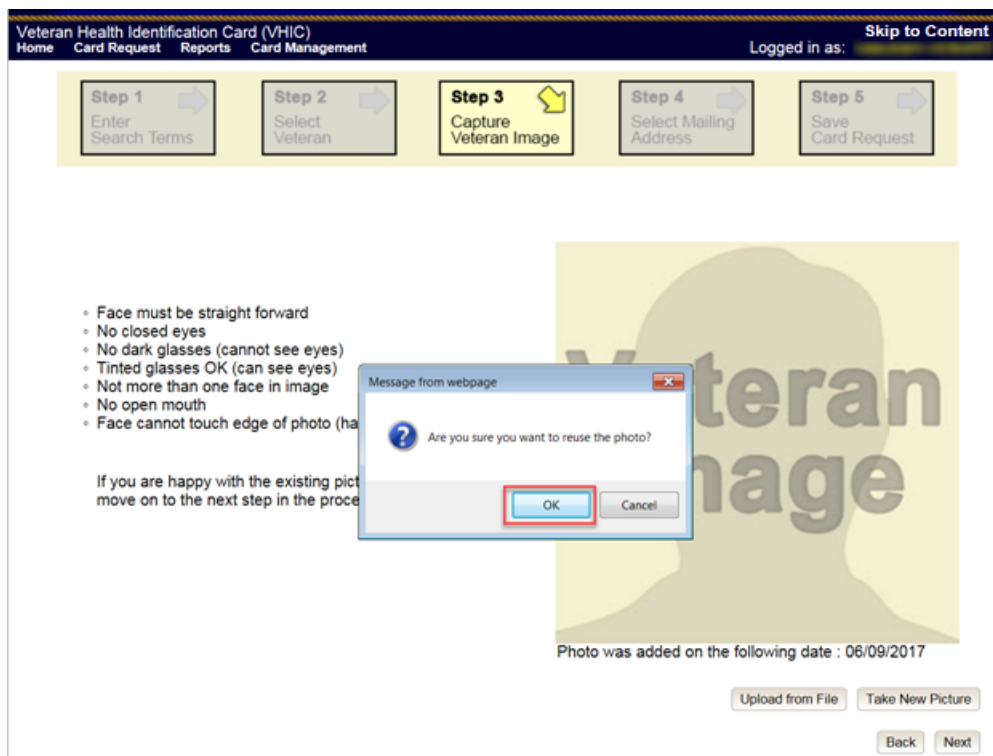 Veteran Health Identification Card (VHIC)
Skip to Content
Home Card Request Reports Card Management
Logged in as:
Step 1
Enter
Search Terms
Step 2
Select
Veteran
Step 3
Capture
Veteran Image
Step 4
Select Mailing
Address
Step 5
Save
Card Request
Face must be straight forward
No closed eyes
No dark glasses (cannot see eyes)
Tinted glasses OK (can see eyes)
Not more than one face in image
No open mouth
Face cannot touch edge of photo (ha
If you are happy with the existing pict
move on to the next step in the proce
Message from webpage
Are you sure you want to reuse the photo?
OK Cancel
V teran
mage
Photo was added on the following date : 06/09/2017
Upload from File Take New Picture
Back Next